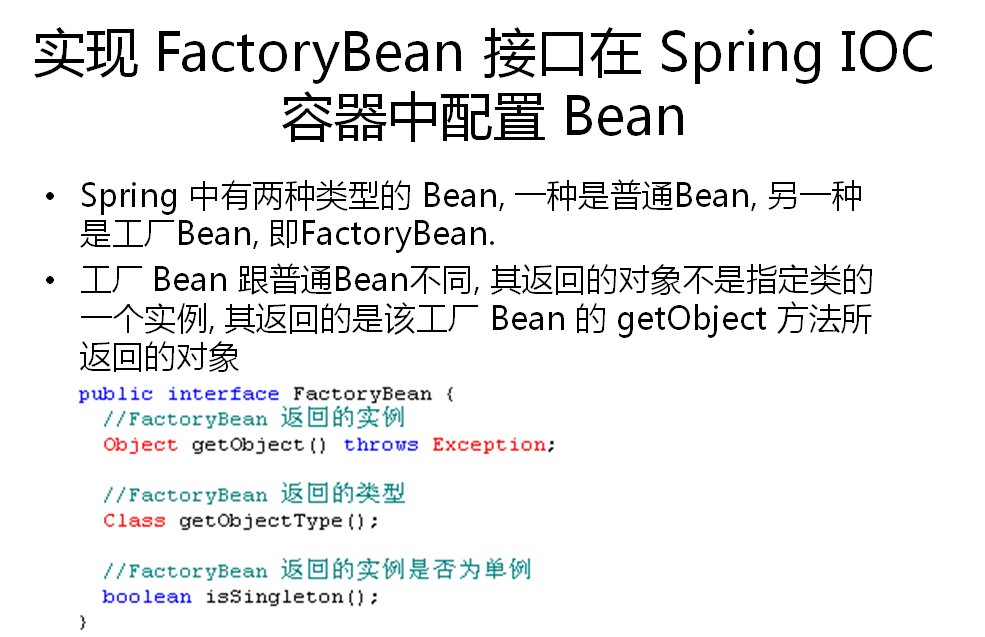 实现 FactoryBean 接口在 Spring IOC
容器中配置 Bean
• Spring 中有两种类型的 Bean, 一种是普通Bean, 另一种
是工厂Bean, 即FactoryBean.
• 工厂 Bean 跟普通Bean不同, 其返回的对象不是指定类的
一个实例, 其返回的是该工厂 Bean 的 getObject 方法所
返回的对象
public interface FactoryBean {
//FactoryBean 返回的实例
Object getObject() throws Exception;
//FactoryBean 返回的类型
Class getObjectType();
//FactoryBean 返回的实例是否为单例
boolean isSingleton();
}